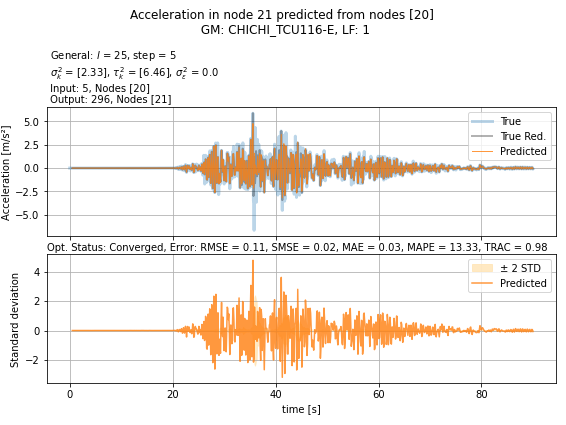 Acceleration in node 21 predicted from nodes [20]
GM: CHICHI_TCU116-E, LF: 1
General: l = 25, step = 5
σ²ₖ = [2.33], τ²ₖ = [6.46], σ²ε = 0.0
Input: 5, Nodes [20]
Output: 296, Nodes [21]
Acceleration [m/s²]
5.0
2.5
0.0
−2.5
−5.0
True
True Red.
Predicted
Opt. Status: Converged, Error: RMSE = 0.11, SMSE = 0.02, MAE = 0.03, MAPE = 13.33, TRAC = 0.98
Standard deviation
4
2
0
−2
± 2 STD
Predicted
0
20
40
60
80
time [s]